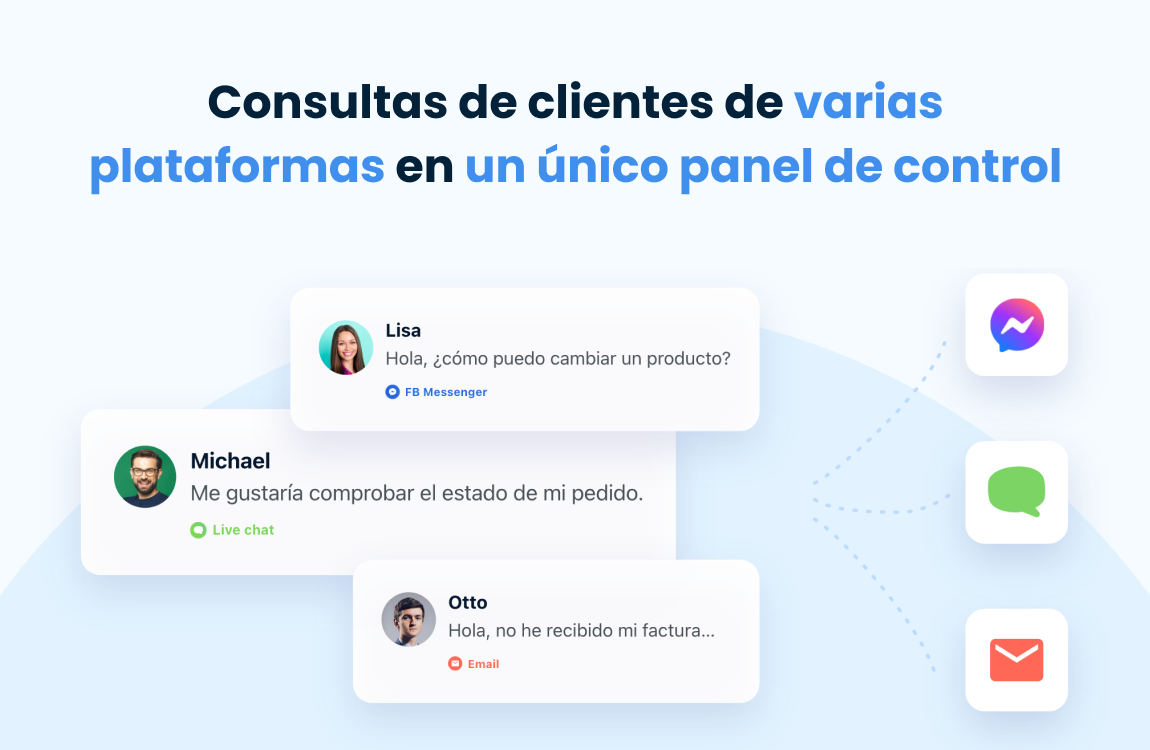 Consultas de clientes de varias
plataformas en un único panel de control
Lisa
Hola, ¿cómo puedo cambiar un producto?
FB Messenger
Michael
Me gustaría comprobar el estado de mi pedido.
Live chat
Otto
Hola, no he recibido mi factura...
Email